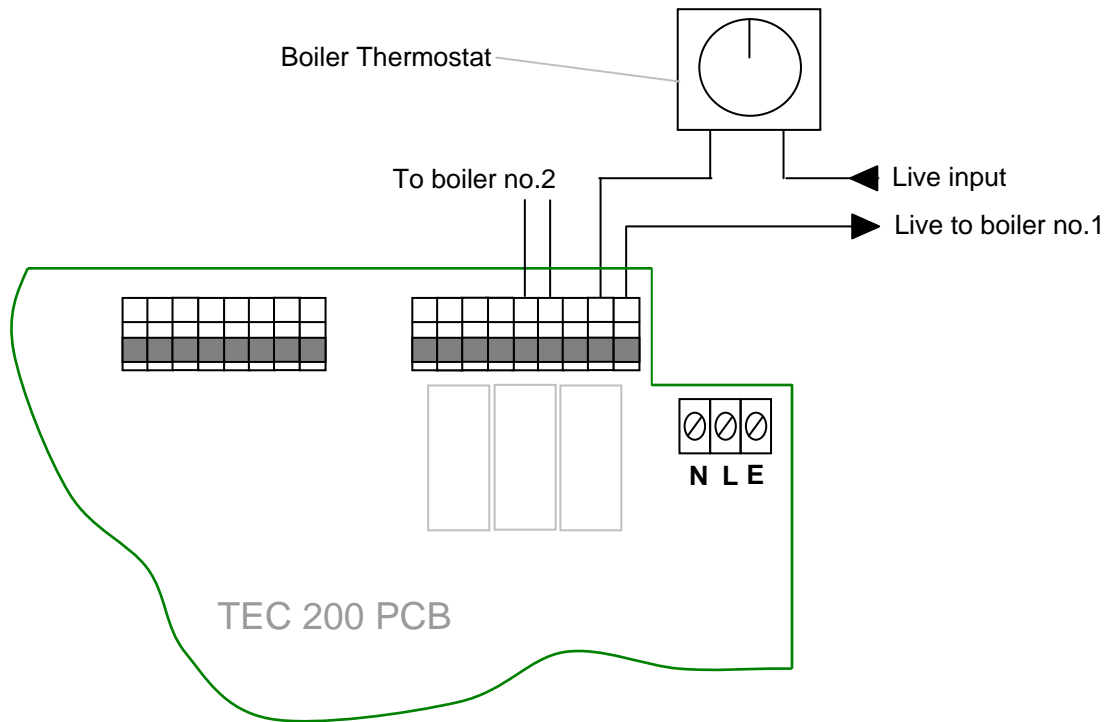 Boiler Thermostat
To boiler no.2
Live input
Live to boiler no.1
N L E
TEC 200 PCB